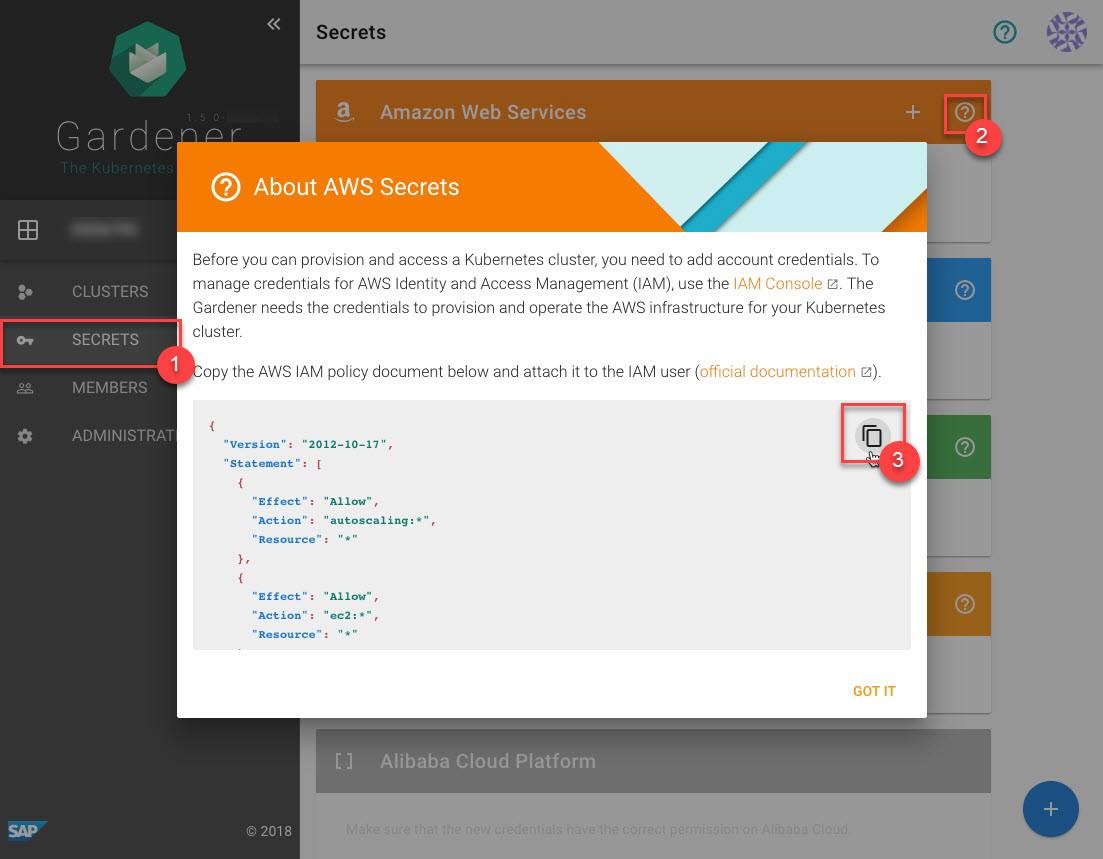 Secrets
1.5.0-
Gardener
The Kubernetes
CLUSTERS
SECRETS
1
MEMBERS
ADMINISTRATI
SAP
© 2018
a
Amazon Web Services
+
?
2
? About AWS Secrets
Before you can provision and access a Kubernetes cluster, you need to add account credentials. To
manage credentials for AWS Identity and Access Management (IAM), use the IAM Console. The
Gardener needs the credentials to provision and operate the AWS infrastructure for your Kubernetes
cluster.
Copy the AWS IAM policy document below and attach it to the IAM user (official documentation).
3
{
"Version": "2012-10-17",
"Statement": [
{
"Effect": "Allow",
"Action": "autoscaling:*",
"Resource": "*"
},
{
"Effect": "Allow",
"Action": "ec2:*",
"Resource": "*"
GOT IT
[ ] Alibaba Cloud Platform
Make sure that the new credentials have the correct permission on Alibaba Cloud.
+